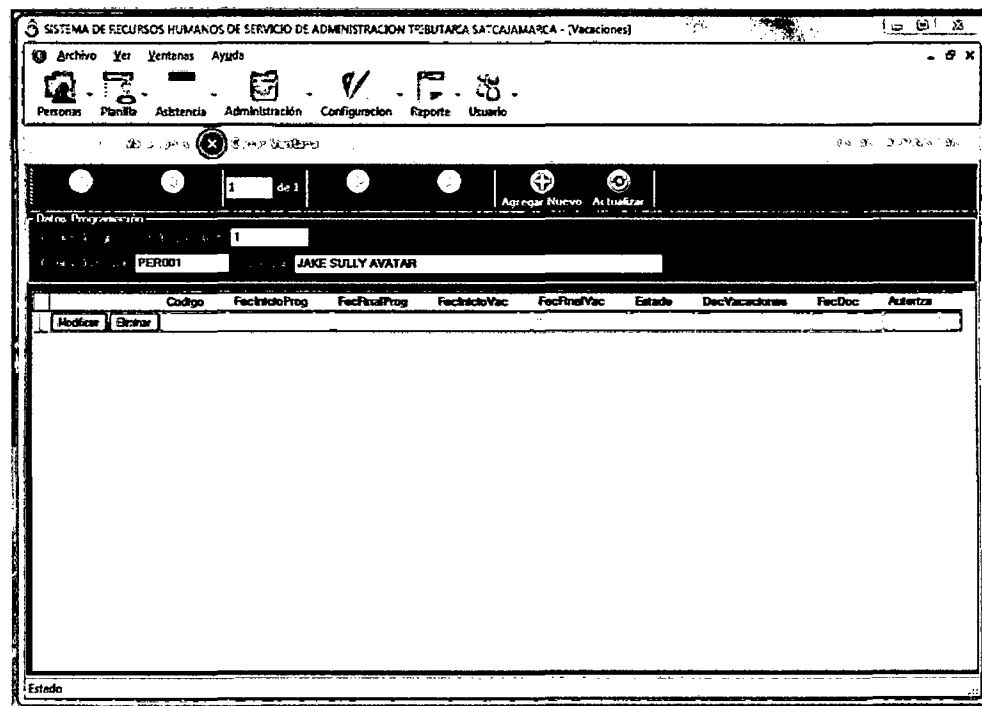 SISTEMA DE RECURSOS HUMANOS DE SERVICIO DE ADMINISTRACION TRIBUTARIA SATCAJAMARCA - [Vacaciones]
Archivo Ver Ventanas Ayuda
Personas Planilla Asistencia Administración Configuracion Reporte Usuario
1 de 1 Agregar Nuevo Actualizar
Datos Programación
1
PER001 JAKE SULLY AVATAR
Codigo FecInicioProg FecFinalProg FecInicioVac FecFinalVac Estado DocVacaciones FecDoc Autoriza
Modificar Eliminar
Estado